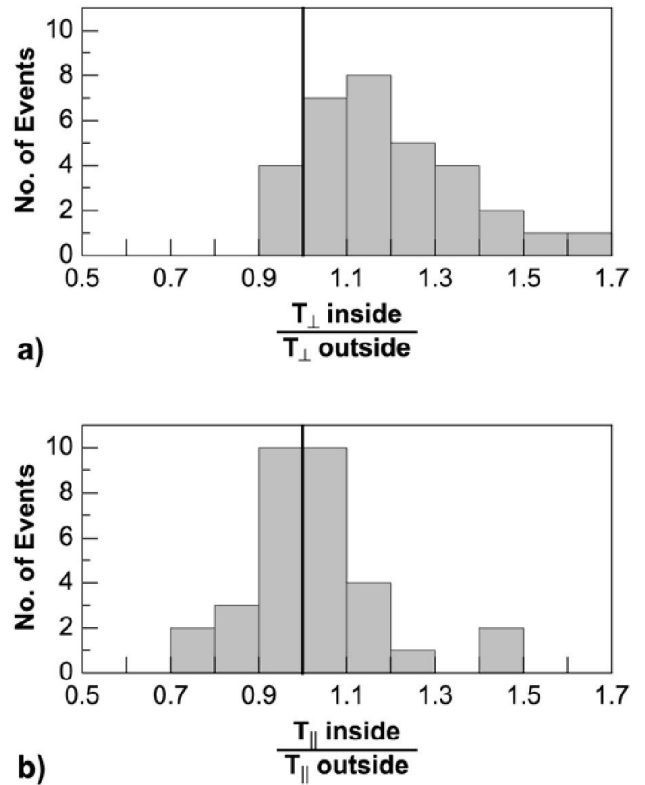 10
8
6
4
2
0
No. of Events
0.5 0.7 0.9 1.1 1.3 1.5 1.7
T⊥ inside
T⊥ outside
a)
10
8
6
4
2
0
No. of Events
0.5 0.7 0.9 1.1 1.3 1.5 1.7
T|| inside
T|| outside
b)